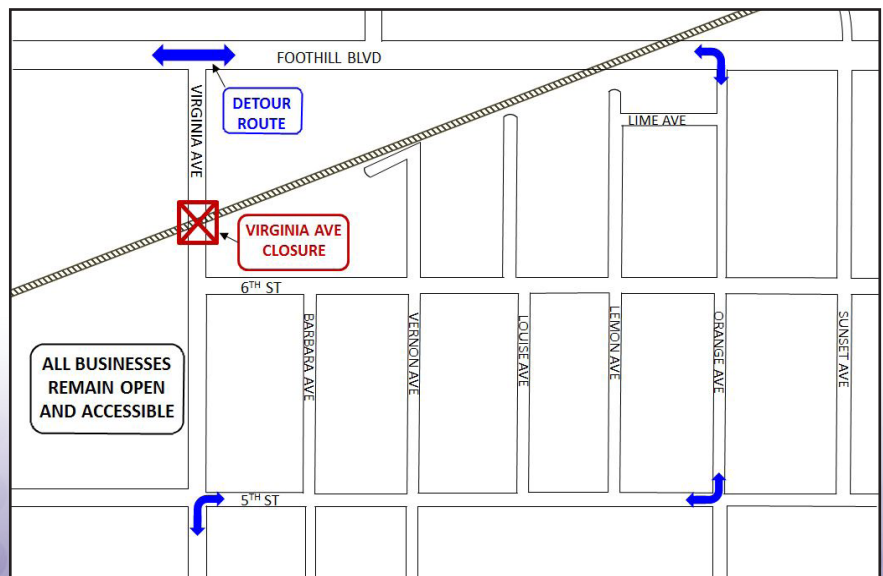 FOOTHILL BLVD
DETOUR
ROUTE
VIRGINIA AVE
LIME AVE
VIRGINIA AVE
CLOSURE
6TH ST
BARBARA AVE
VERNON AVE
LOUISE AVE
LEMON AVE
ORANGE AVE
SUNSET AVE
ALL BUSINESSES
REMAIN OPEN
AND ACCESSIBLE
5TH ST